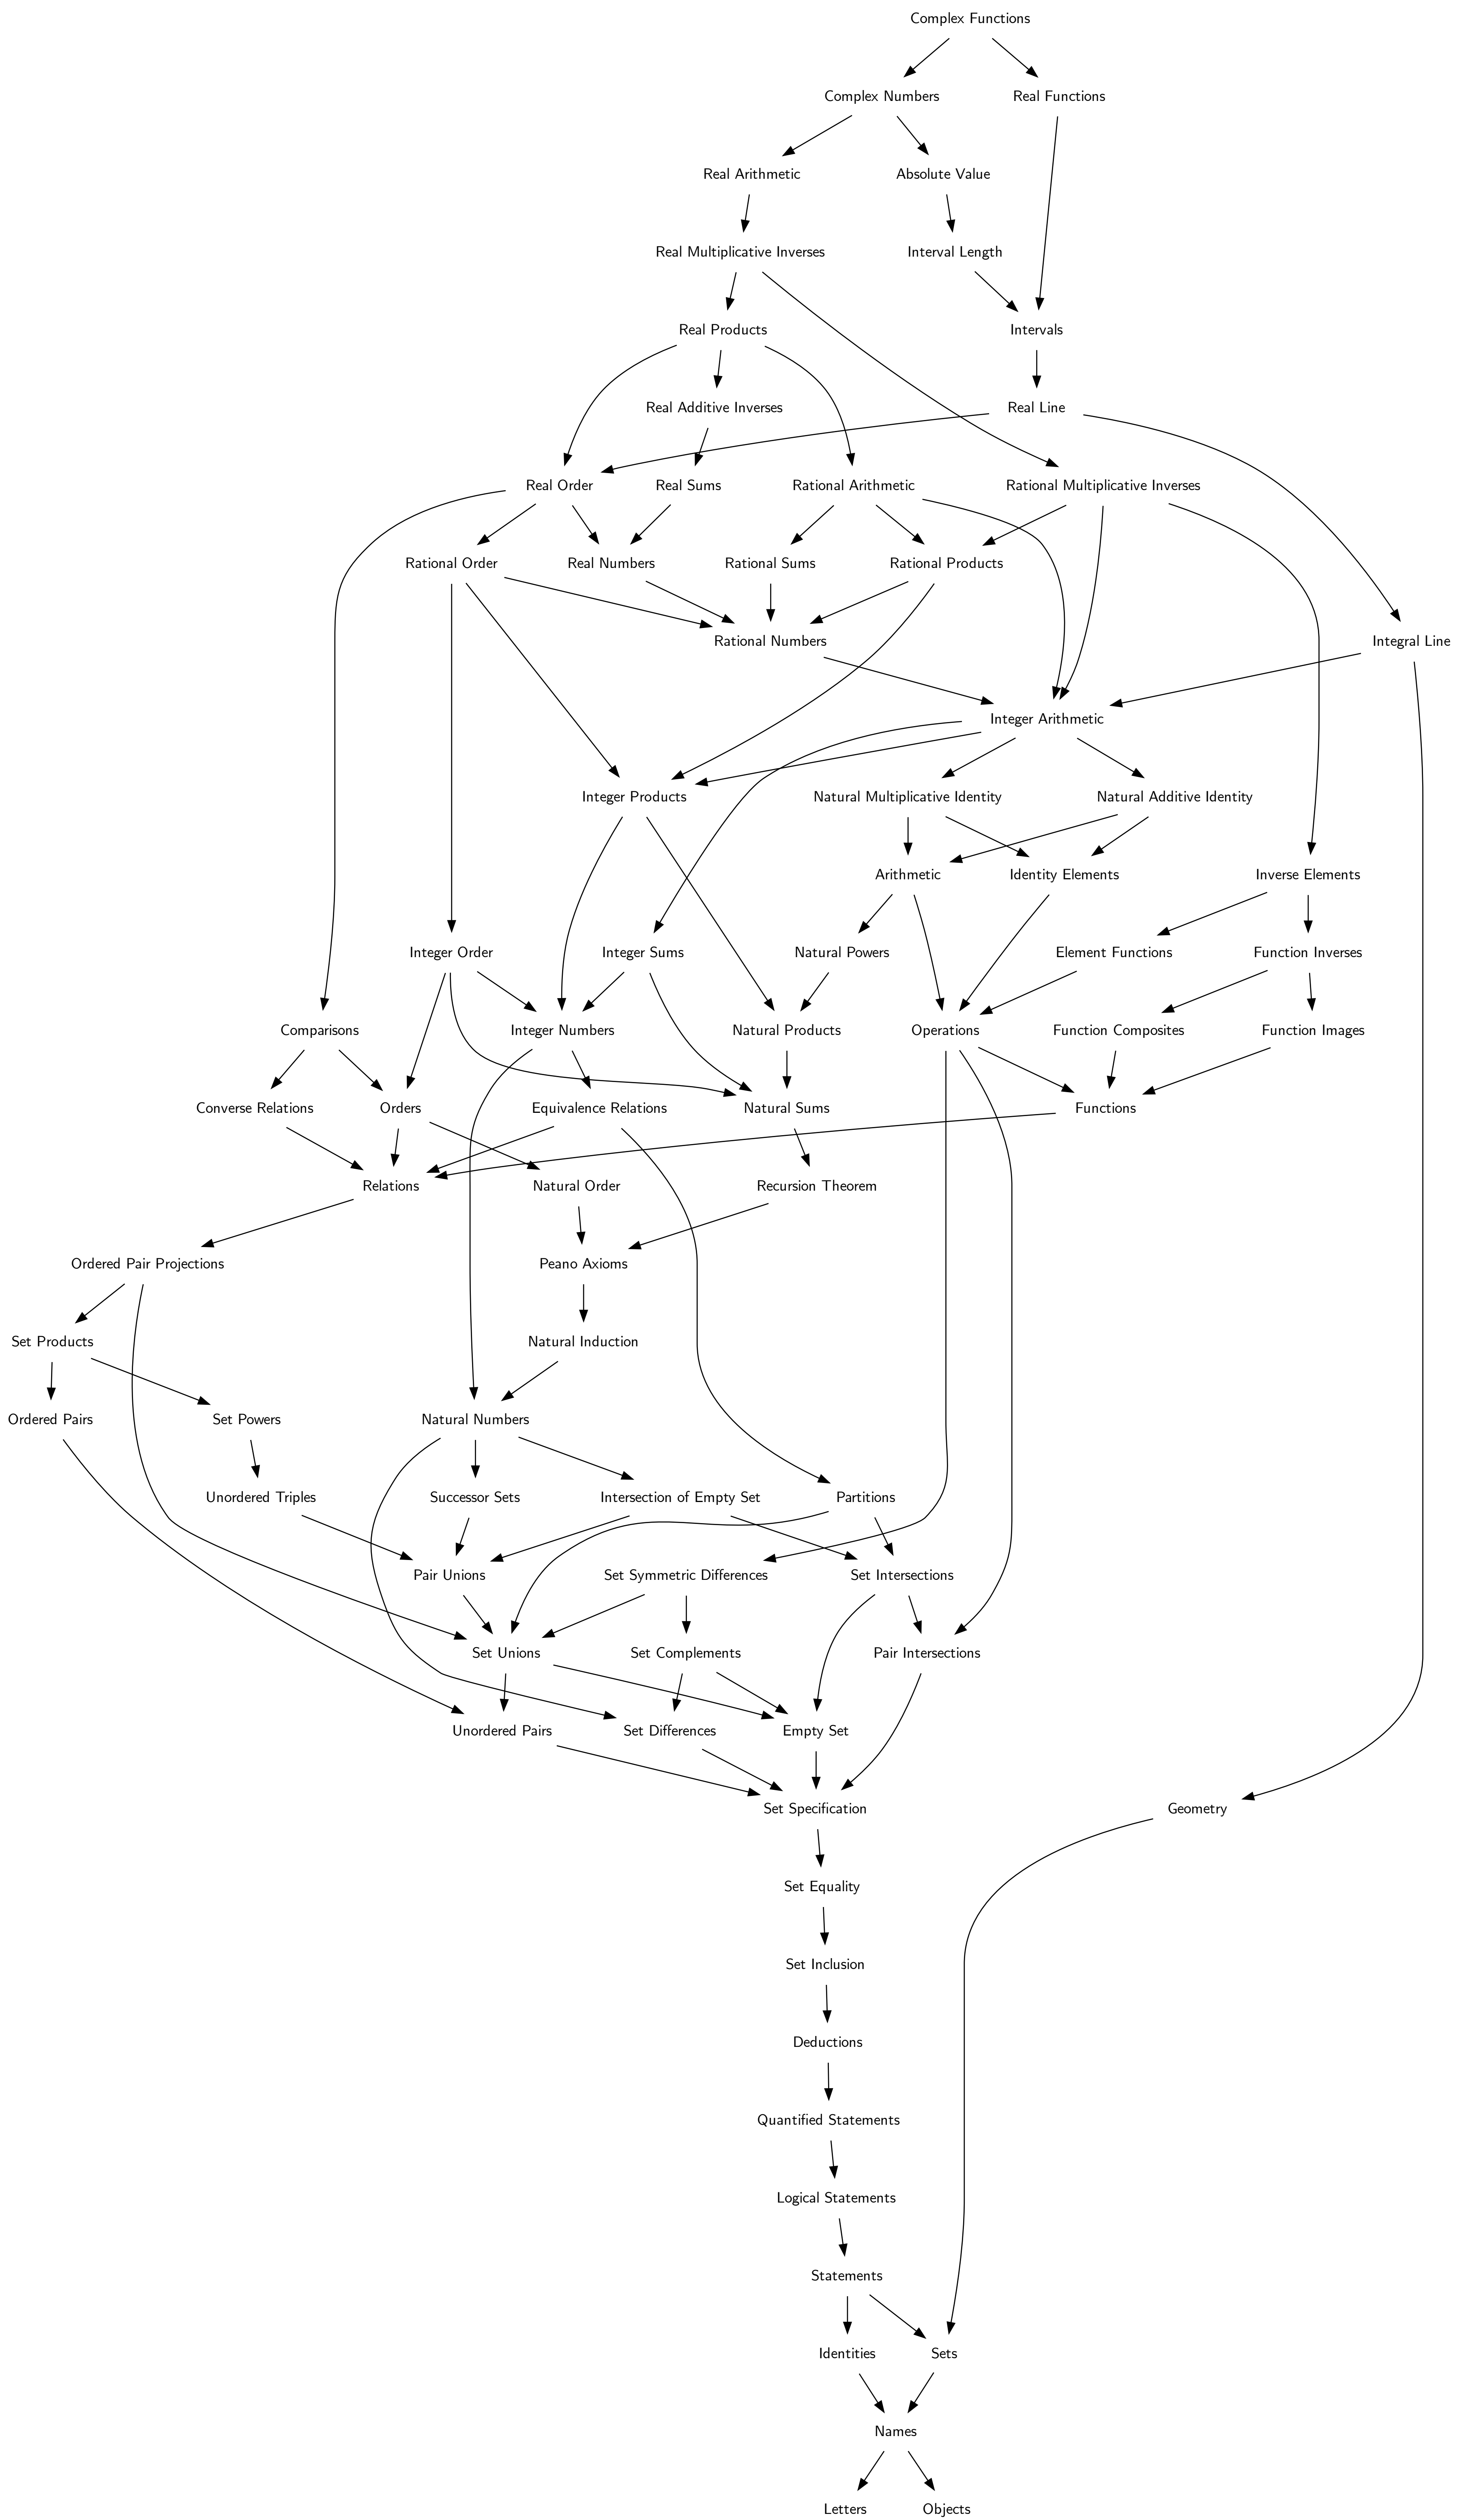 Complex Functions
Complex Numbers
Real Functions
Real Arithmetic
Absolute Value
Real Multiplicative Inverses
Interval Length
Real Products
Intervals
Real Additive Inverses
Real Line
Real Order
Real Sums
Rational Arithmetic
Rational Multiplicative Inverses
Rational Order
Real Numbers
Rational Sums
Rational Products
Rational Numbers
Integral Line
Integer Arithmetic
Integer Products
Natural Multiplicative Identity
Natural Additive Identity
Arithmetic
Identity Elements
Inverse Elements
Integer Order
Integer Sums
Natural Powers
Element Functions
Function Inverses
Comparisons
Integer Numbers
Natural Products
Operations
Function Composites
Function Images
Converse Relations
Orders
Equivalence Relations
Natural Sums
Functions
Relations
Natural Order
Recursion Theorem
Ordered Pair Projections
Peano Axioms
Set Products
Natural Induction
Ordered Pairs
Set Powers
Natural Numbers
Unordered Triples
Successor Sets
Intersection of Empty Set
Partitions
Pair Unions
Set Symmetric Differences
Set Intersections
Set Unions
Set Complements
Pair Intersections
Unordered Pairs
Set Differences
Empty Set
Set Specification
Geometry
Set Equality
Set Inclusion
Deductions
Quantified Statements
Logical Statements
Statements
Identities
Sets
Names
Letters
Objects